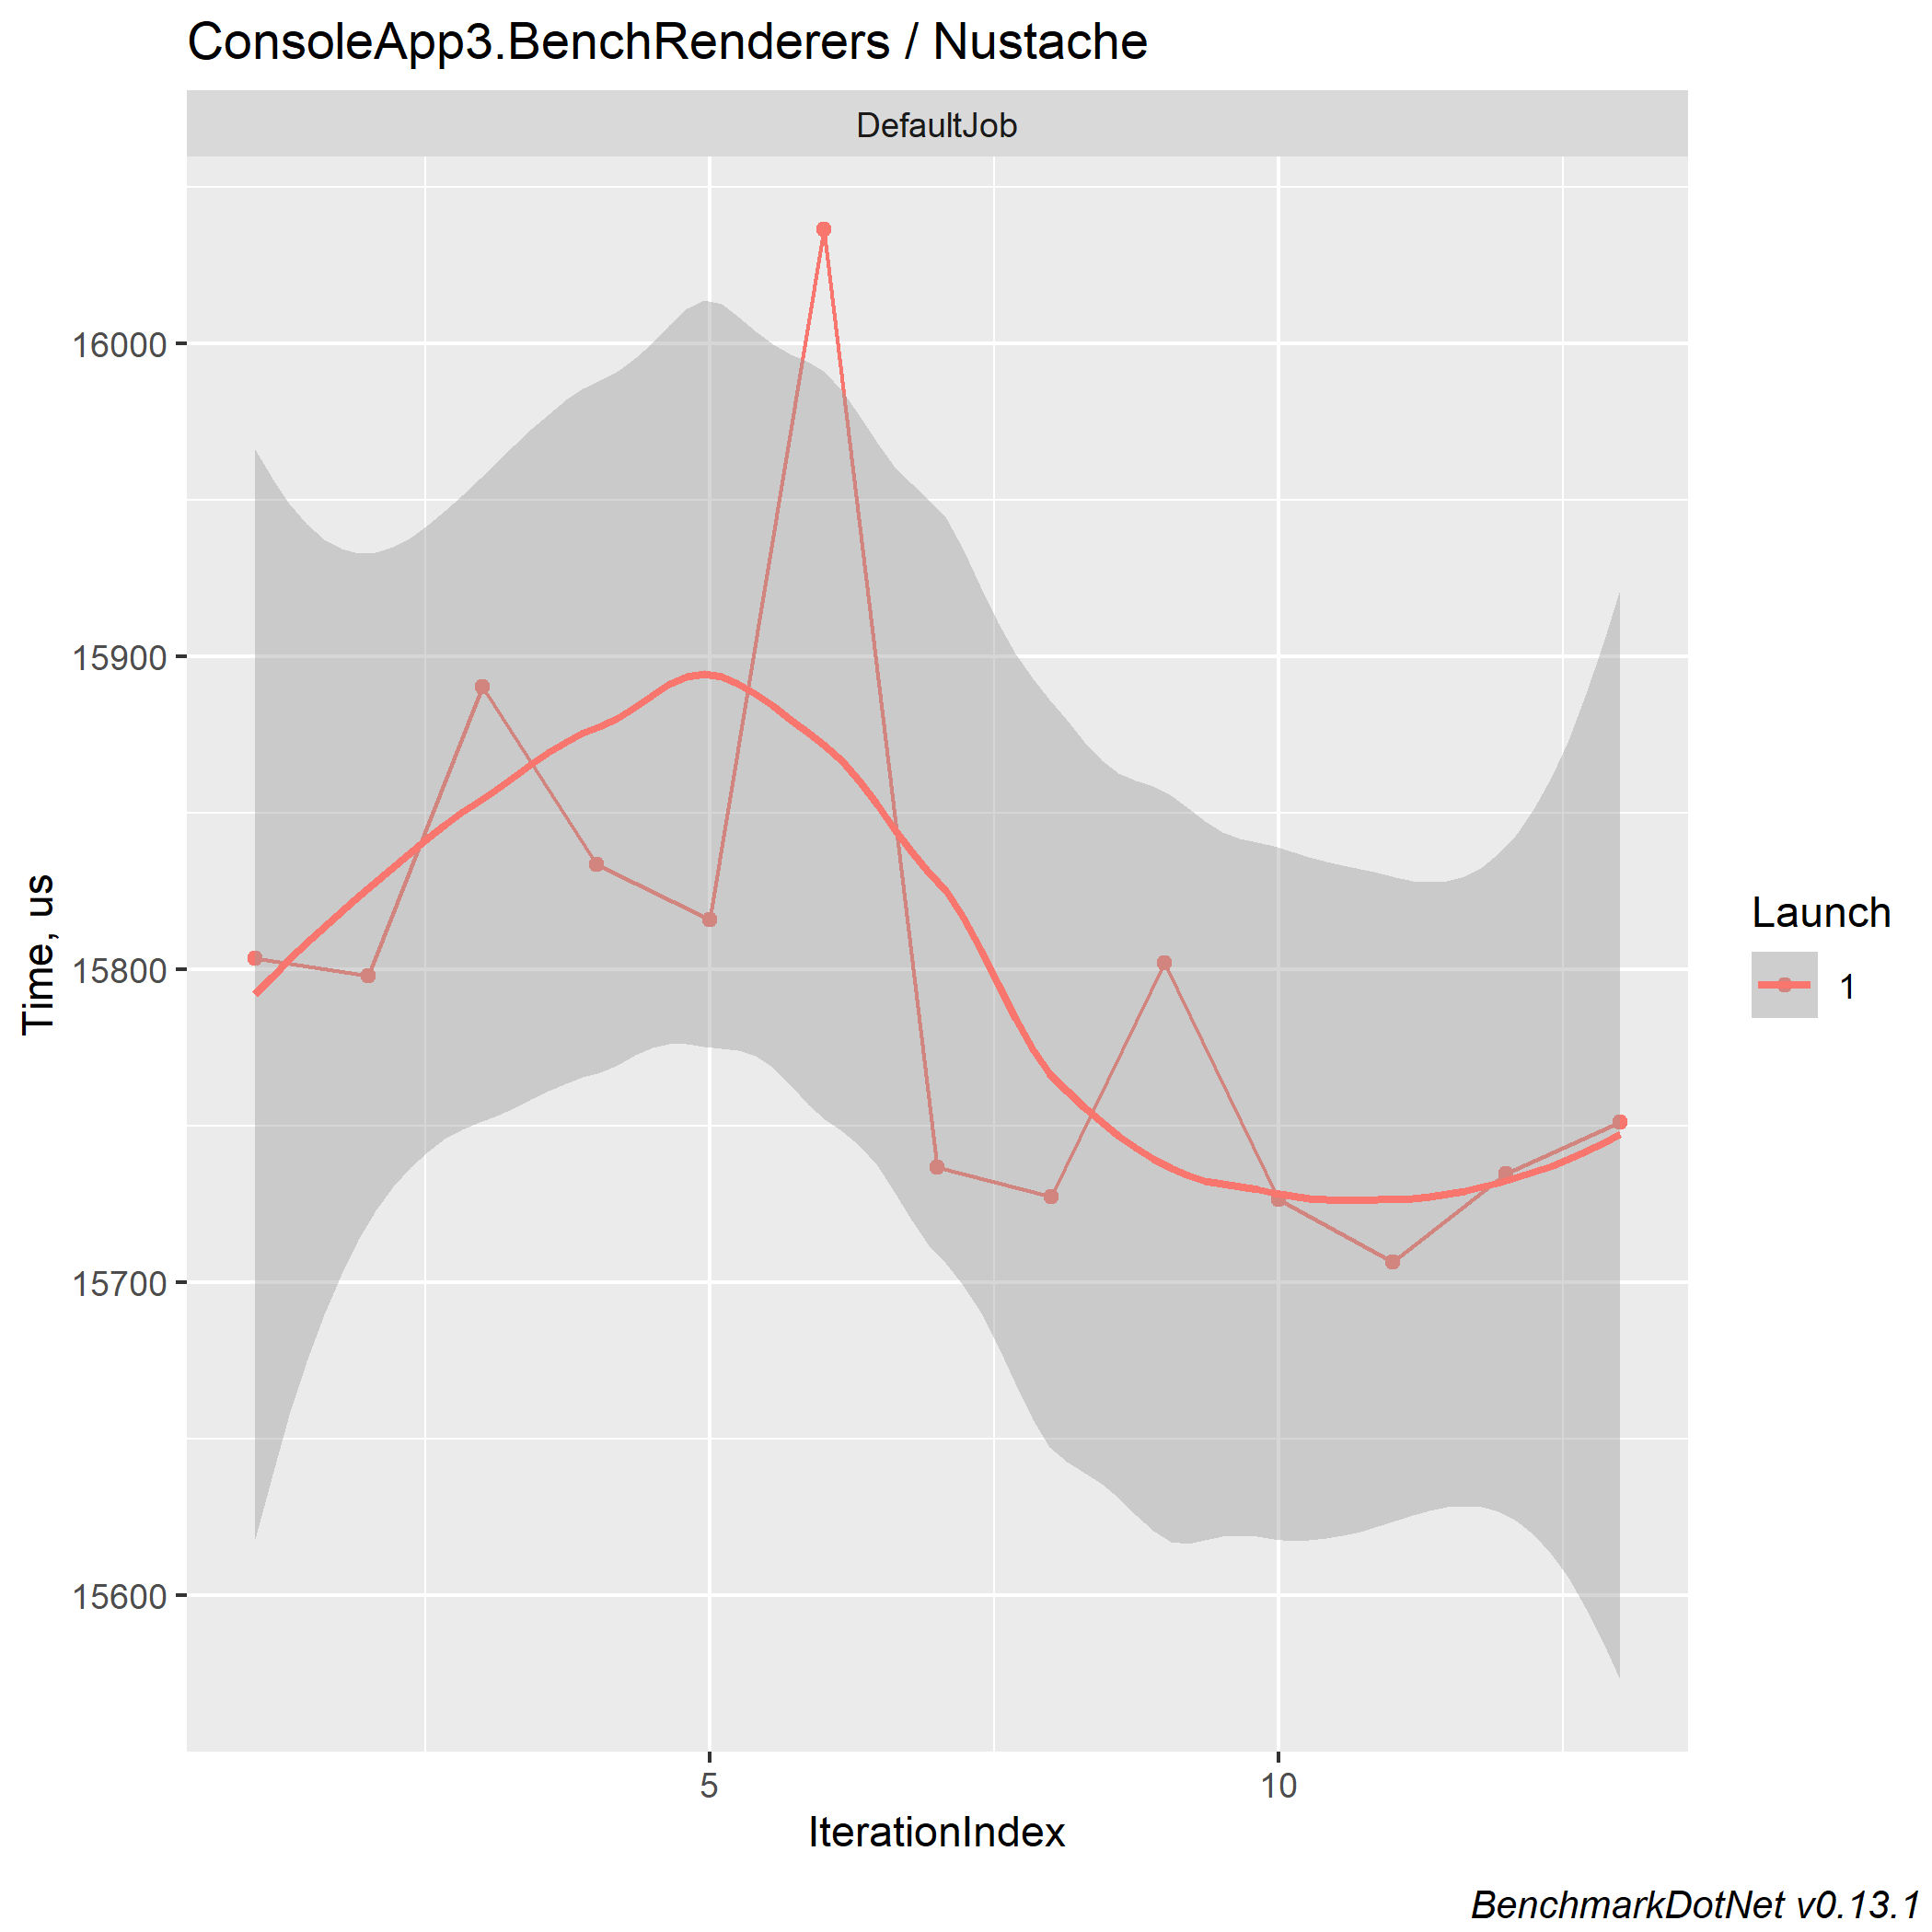 ConsoleApp3.BenchRenderers / Nustache
DefaultJob
16000
15900
15800
15700
15600
Time, us
5
10
IterationIndex
Launch
1
BenchmarkDotNet v0.13.1